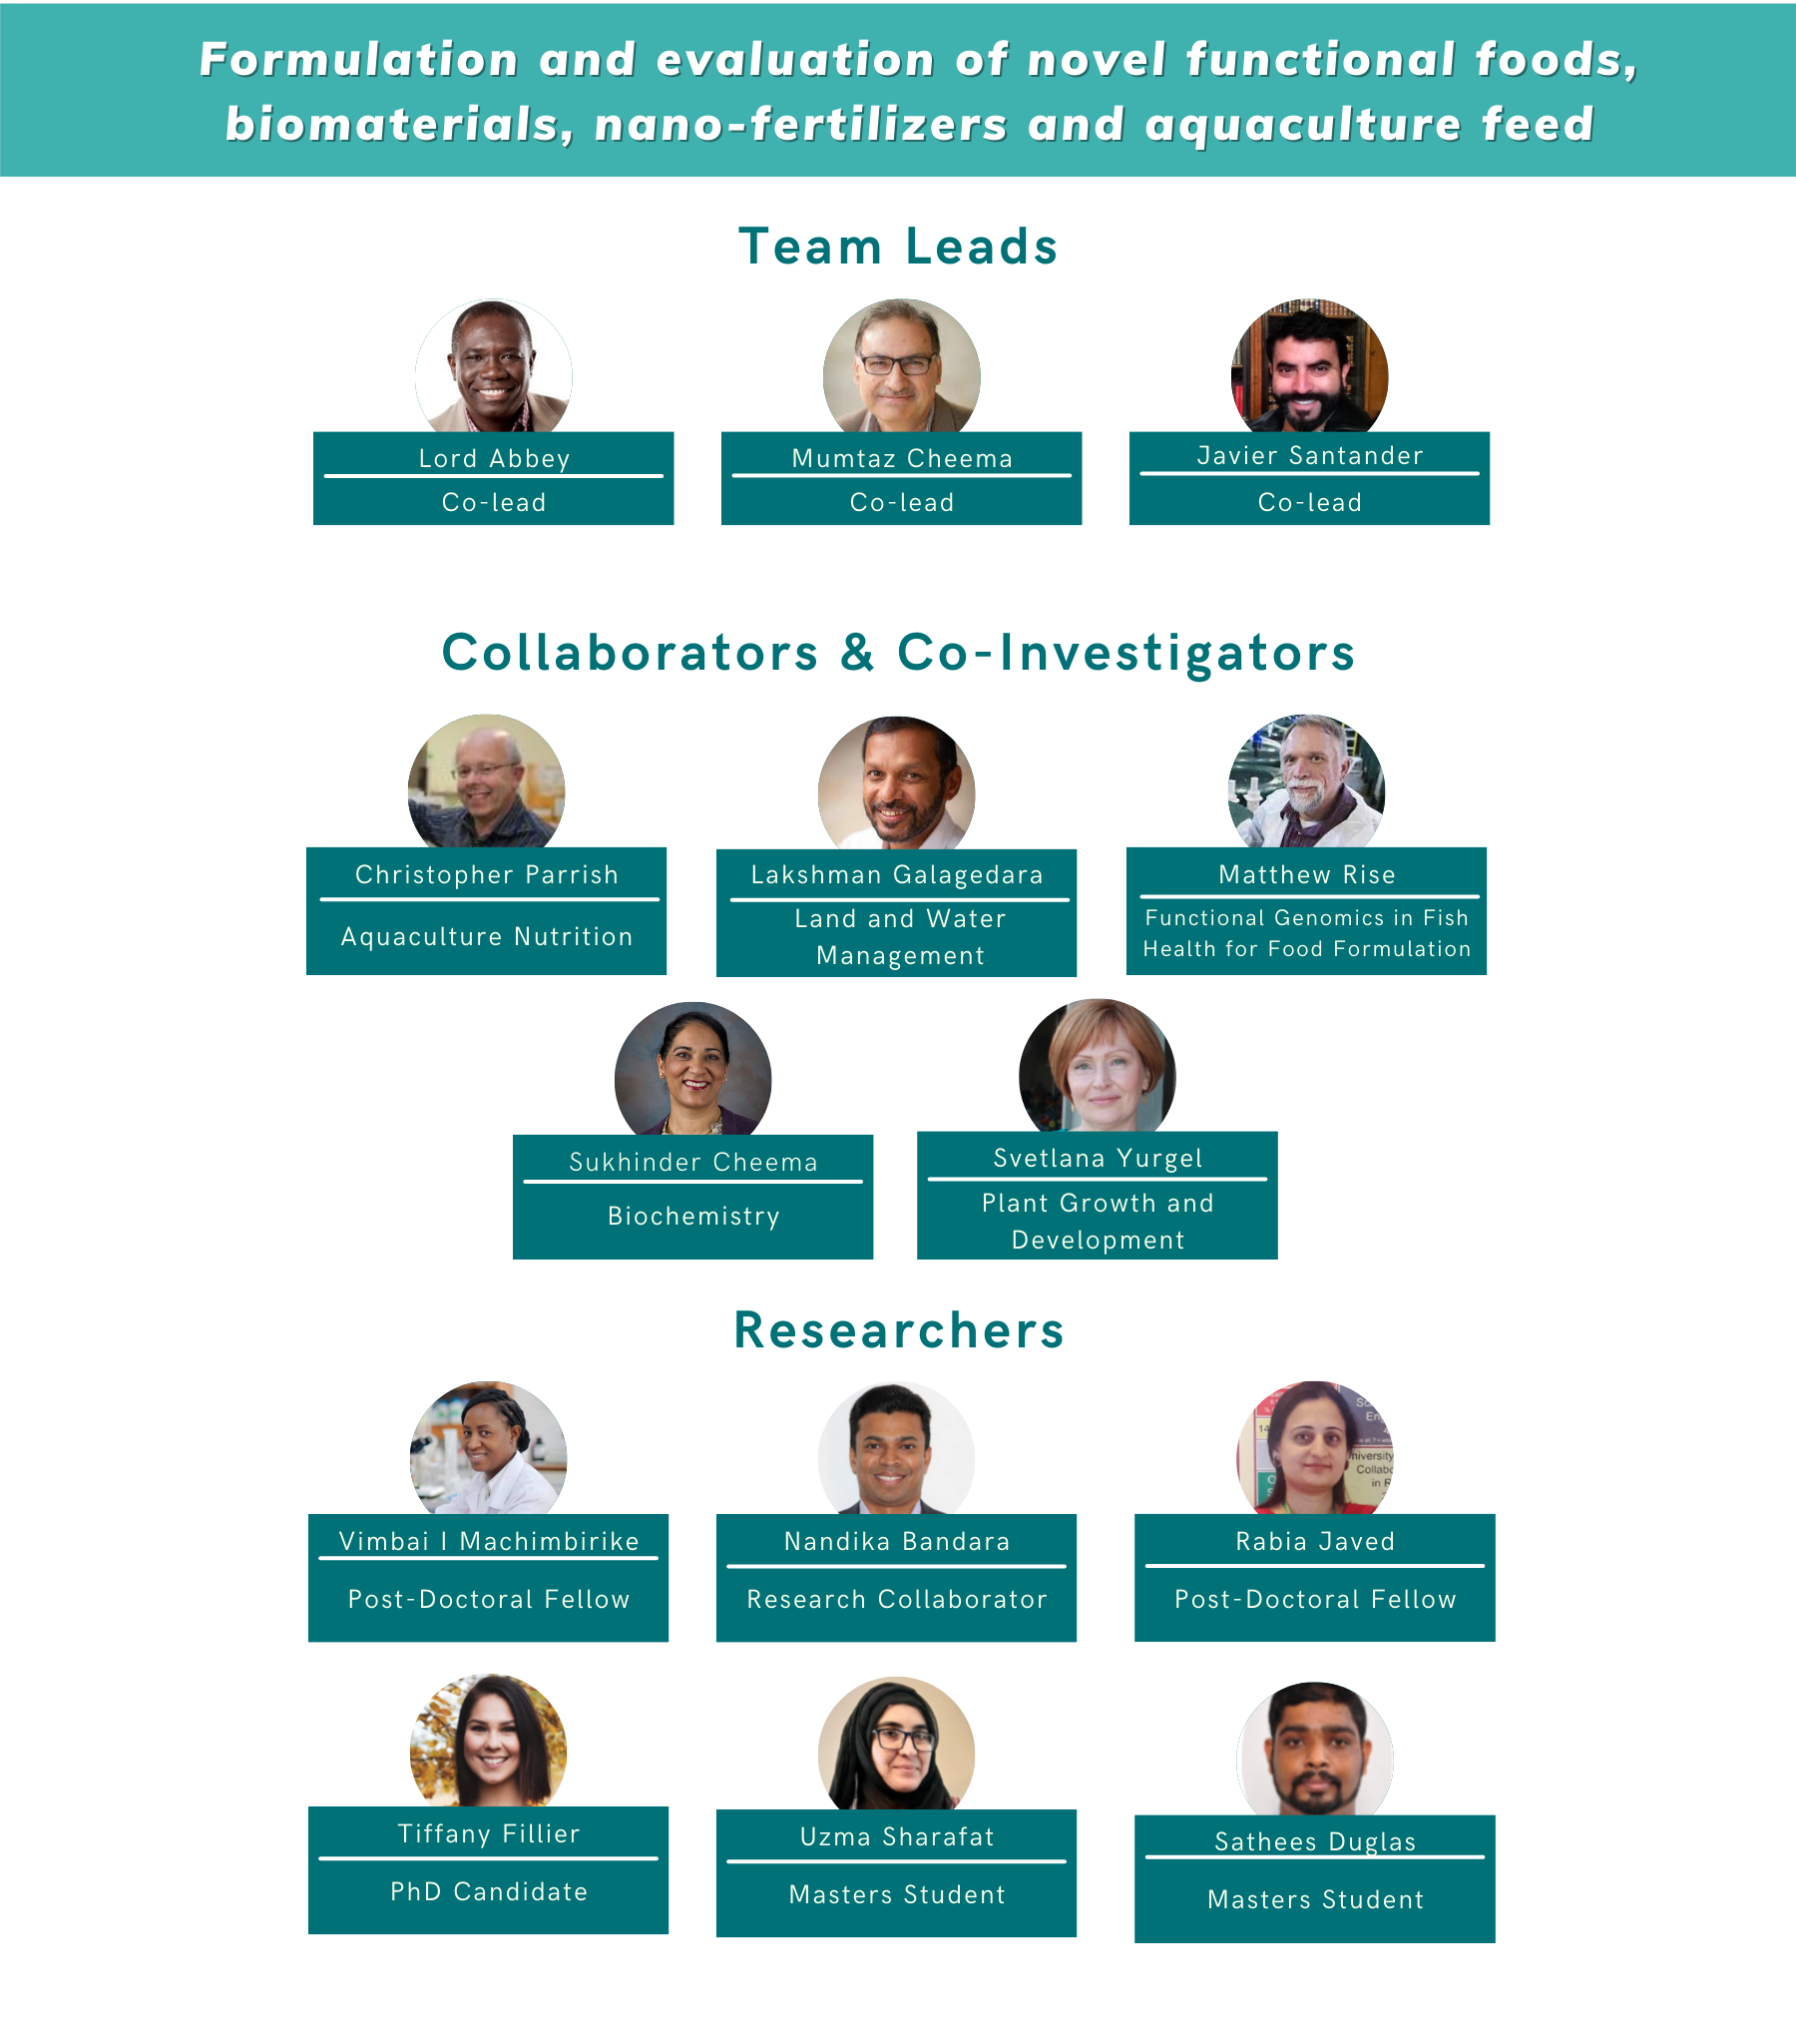 Formulation and evaluation of novel functional foods,
biomaterials, nano-fertilizers and aquaculture feed
Team Leads
Lord Abbey
Co-lead
Mumtaz Cheema
Co-lead
Javier Santander
Co-lead
Collaborators & Co-Investigators
Christopher Parrish
Aquaculture Nutrition
Lakshman Galagedara
Land and Water
Management
Matthew Rise
Functional Genomics in Fish
Health for Food Formulation
Sukhinder Cheema
Biochemistry
Svetlana Yurgel
Plant Growth and
Development
Researchers
Vimbai I Machimbirike
Post-Doctoral Fellow
Nandika Bandara
Research Collaborator
Rabia Javed
Post-Doctoral Fellow
Tiffany Fillier
PhD Candidate
Uzma Sharafat
Masters Student
Sathees Duglas
Masters Student